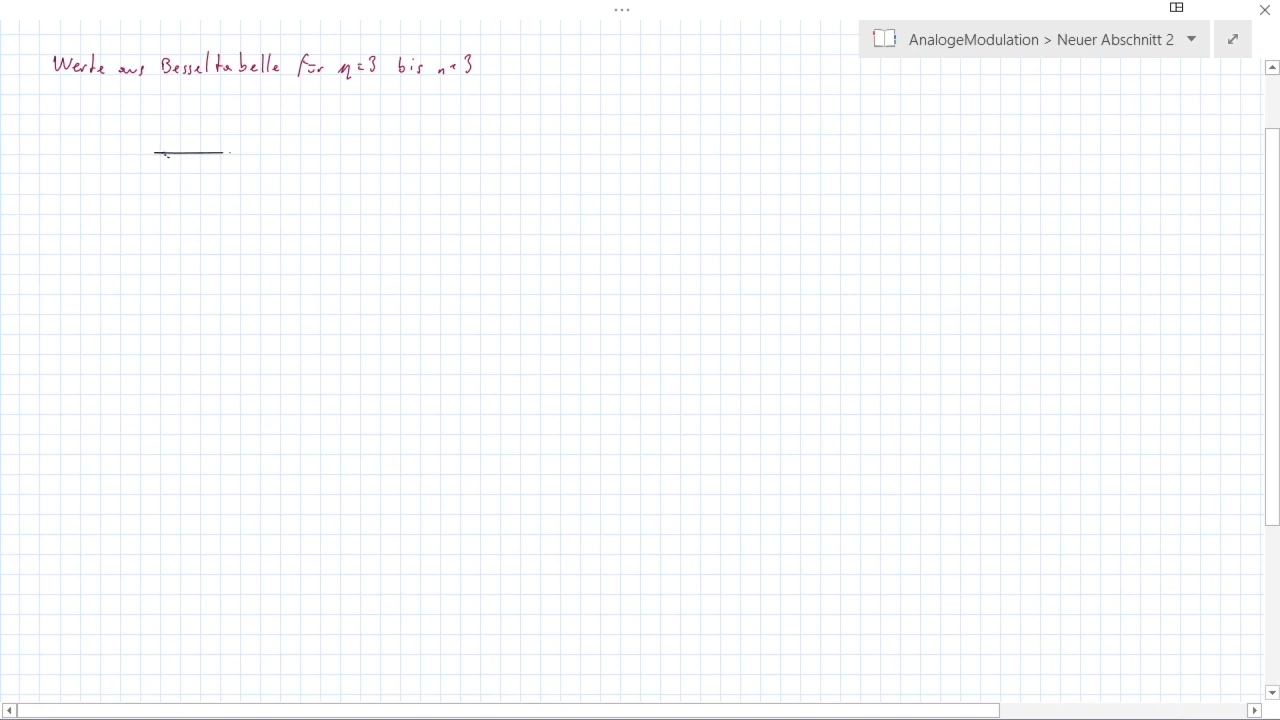 AnalogeModulation > Neuer Abschnitt 2
Werte aus Besseltabelle für η=3 bis n=3